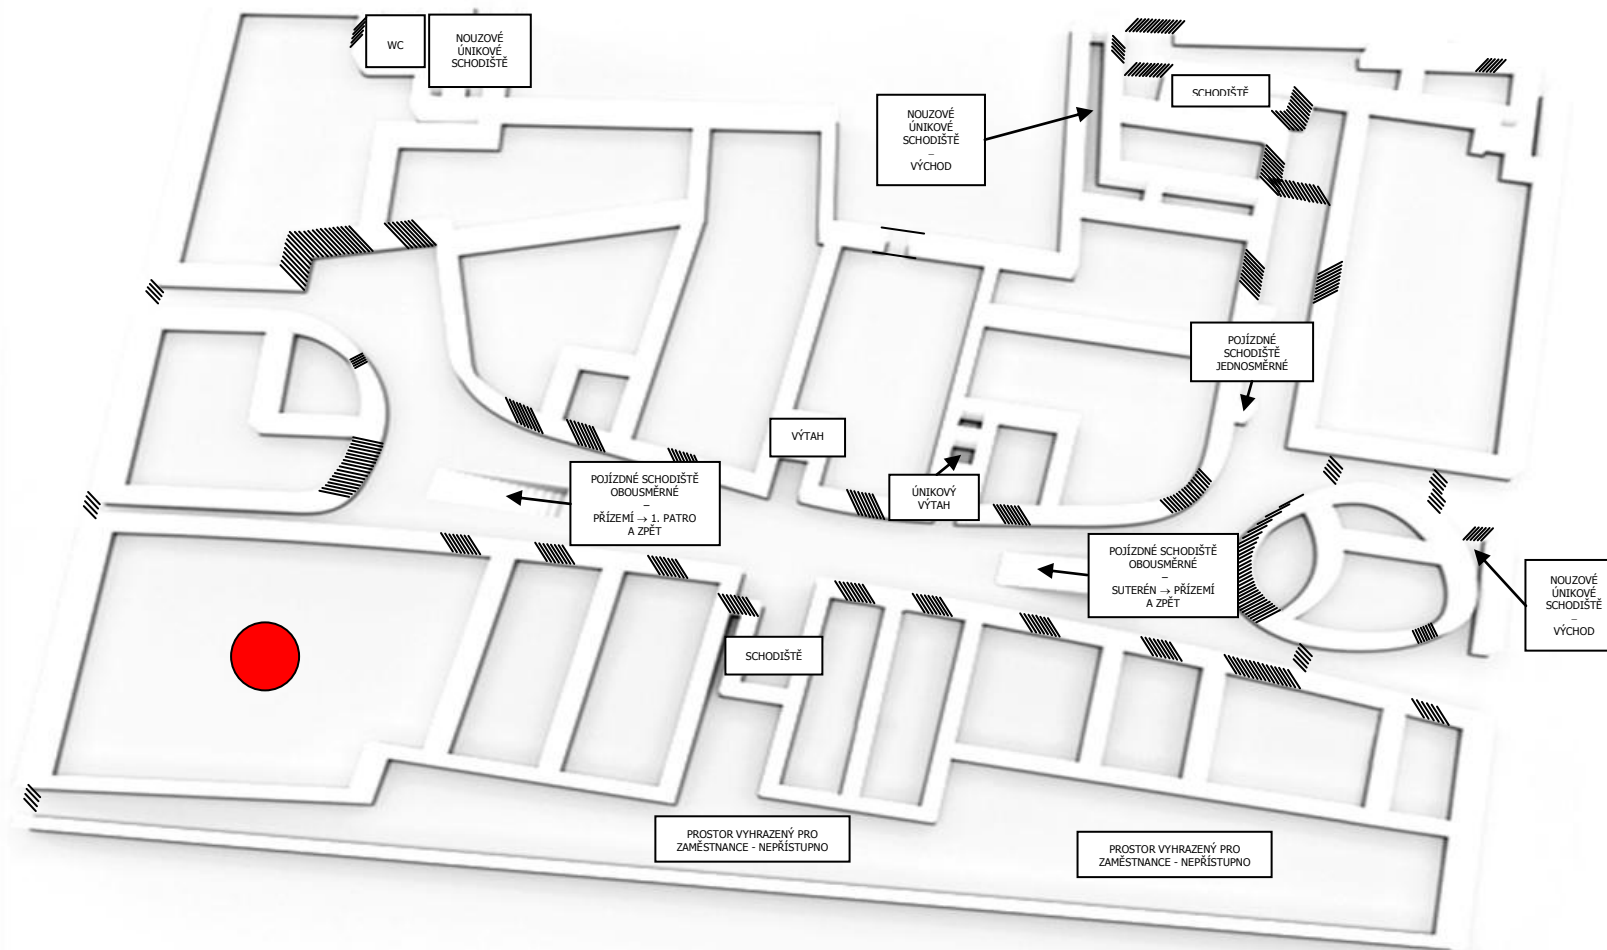 WC
NOUZOVÉ
ÚNIKOVÉ
SCHODIŠTĚ
SCHODIŠTĚ
NOUZOVÉ
ÚNIKOVÉ
SCHODIŠTĚ
–
VÝCHOD
POJÍZDNÉ
SCHODIŠTĚ
JEDNOSMĚRNÉ
VÝTAH
POJÍZDNÉ SCHODIŠTĚ
OBOUSMĚRNÉ
–
PŘÍZEMÍ → 1. PATRO
A ZPĚT
ÚNIKOVÝ
VÝTAH
POJÍZDNÉ SCHODIŠTĚ
OBOUSMĚRNÉ
–
SUTERÉN → PŘÍZEMÍ
A ZPĚT
NOUZOVÉ
ÚNIKOVÉ
SCHODIŠTĚ
–
VÝCHOD
SCHODIŠTĚ
PROSTOR VYHRAZENÝ PRO
ZAMĚSTNANCE - NEPŘÍSTUPNO
PROSTOR VYHRAZENÝ PRO
ZAMĚSTNANCE - NEPŘÍSTUPNO